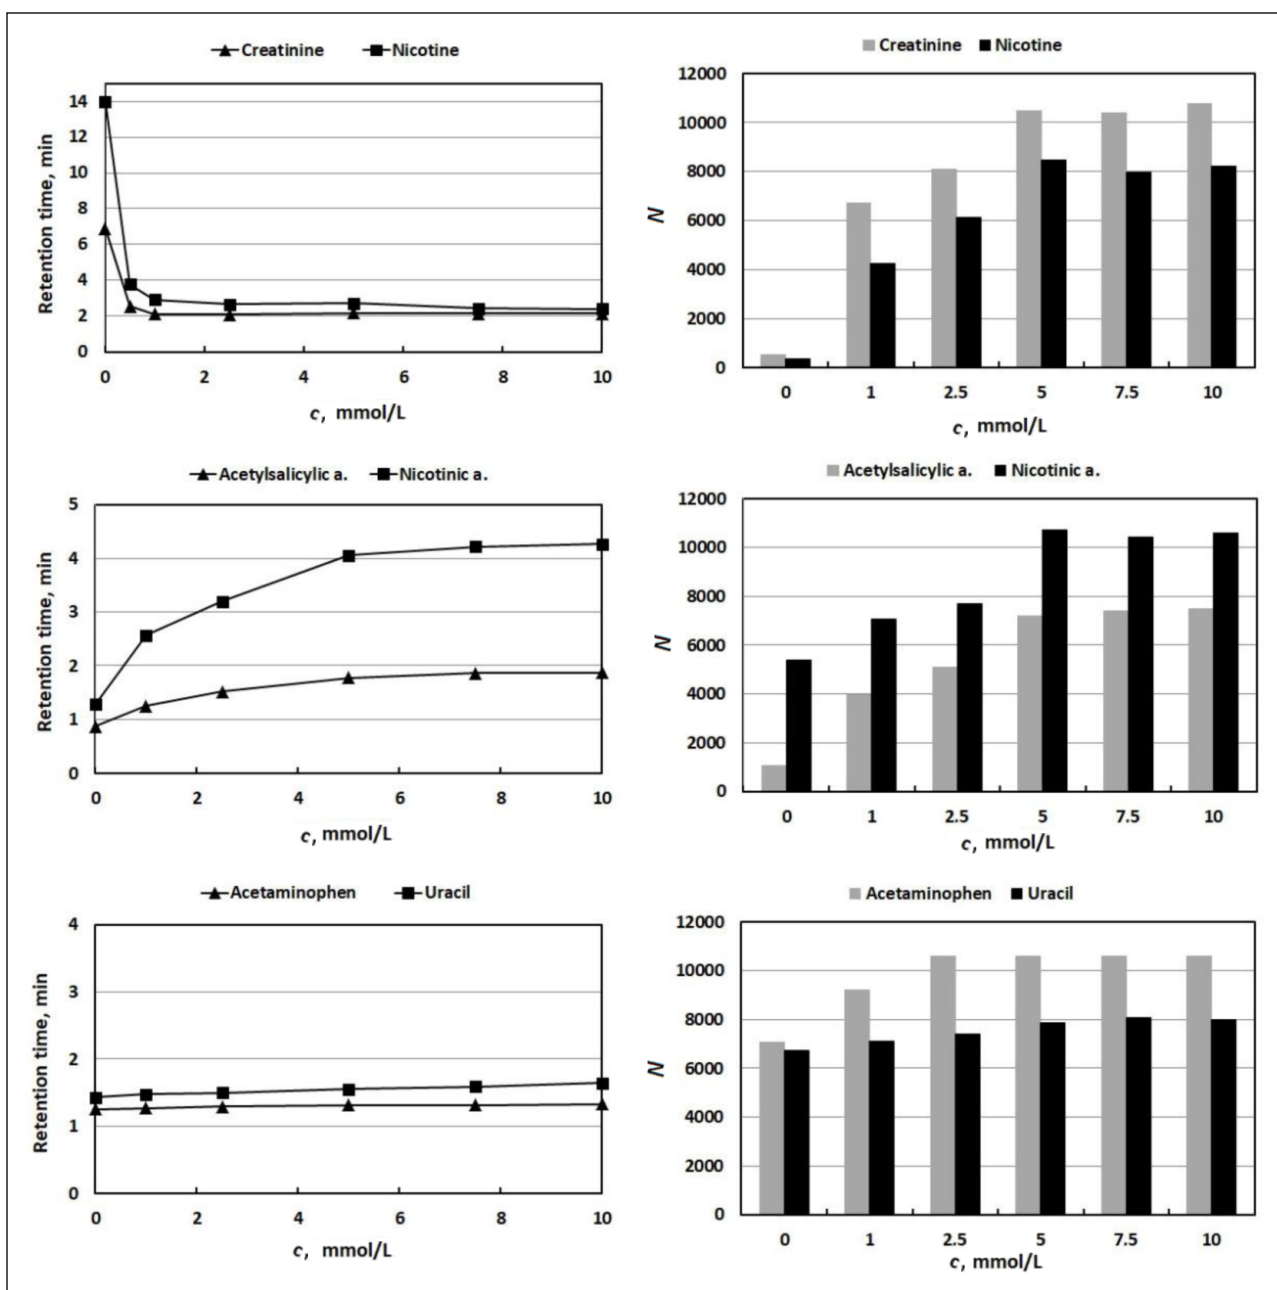 Creatinine Nicotine
14
12
10
8
6
4
2
0
Retention time, min
0 2 4 6 8 10
c, mmol/L
Creatinine Nicotine
12000
10000
8000
6000
4000
2000
0
N
0 1 2.5 5 7.5 10
c, mmol/L
Acetylsalicylic a. Nicotinic a.
5
4
3
2
1
0
Retention time, min
0 2 4 6 8 10
c, mmol/L
Acetylsalicylic a. Nicotinic a.
12000
10000
8000
6000
4000
2000
0
N
0 1 2.5 5 7.5 10
c, mmol/L
Acetaminophen Uracil
4
3
2
1
0
Retention time, min
0 2 4 6 8 10
c, mmol/L
Acetaminophen Uracil
12000
10000
8000
6000
4000
2000
0
N
0 1 2.5 5 7.5 10
c, mmol/L